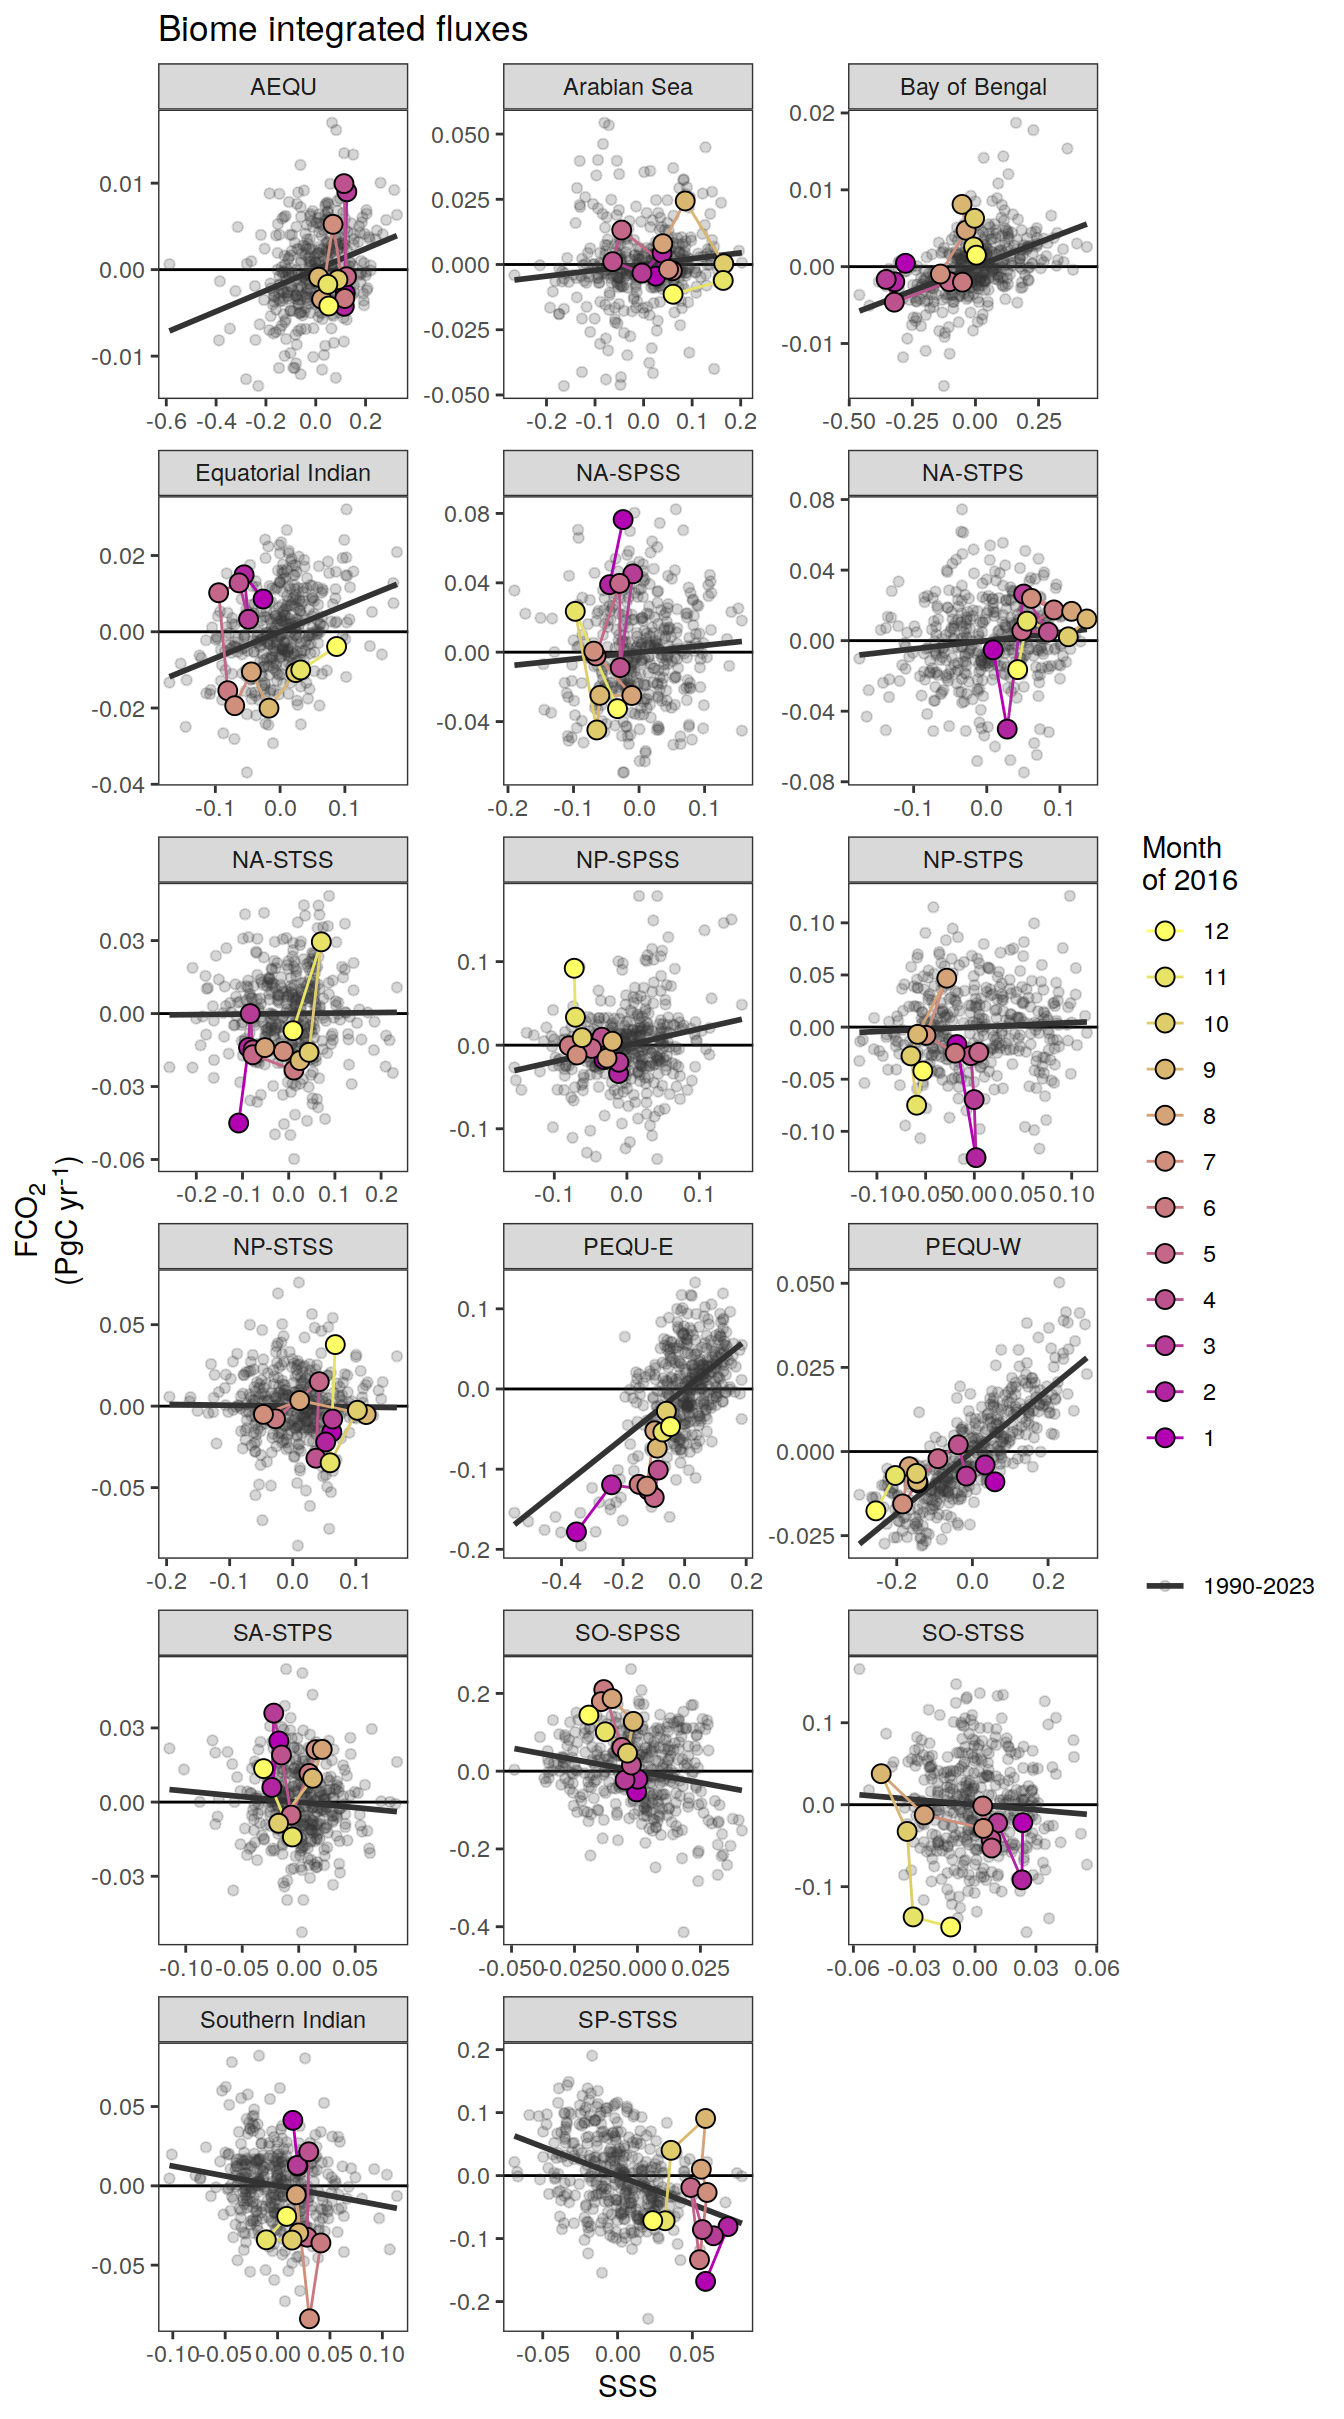 Biome integrated fluxes
AEQU Arabian Sea Bay of Bengal
0.01 0.00 -0.01
-0.6 -0.4 -0.2 0.0 0.2
0.050 0.025 0.000 -0.025 -0.050
-0.2 -0.1 0.0 0.1 0.2
0.02 0.01 0.00 -0.01
-0.50 -0.25 0.00 0.25
Equatorial Indian NA-SPSS NA-STPS
0.02 0.00 -0.02 -0.04
-0.1 0.0 0.1
0.08 0.04 0.00 -0.04
-0.2 -0.1 0.0 0.1
0.08 0.04 0.00 -0.04 -0.08
-0.1 0.0 0.1
NA-STSS NP-SPSS NP-STPS
0.03 0.00 -0.03 -0.06
-0.2 -0.1 0.0 0.1 0.2
0.1 0.0 -0.1
-0.1 0.0 0.1
0.10 0.05 0.00 -0.05 -0.10
-0.10 -0.05 0.00 0.05 0.10
NP-STSS PEQU-E PEQU-W
0.05 0.00 -0.05
-0.2 -0.1 0.0 0.1
0.1 0.0 -0.1 -0.2
-0.4 -0.2 0.0 0.2
0.050 0.025 0.000 -0.025
-0.2 0.0 0.2
SA-STPS SO-SPSS SO-STSS
0.03 0.00 -0.03
-0.10 -0.05 0.00 0.05
0.2 0.0 -0.2 -0.4
-0.050 -0.025 0.000 0.025
0.1 0.0 -0.1
-0.06 -0.03 0.00 0.03 0.06
Southern Indian SP-STSS
0.05 0.00 -0.05
-0.10 -0.05 0.00 0.05 0.10
0.2 0.1 0.0 -0.1 -0.2
-0.05 0.00 0.05
SSS
FCO₂
(PgC yr⁻¹)
Month
of 2016
12
11
10
9
8
7
6
5
4
3
2
1
1990-2023